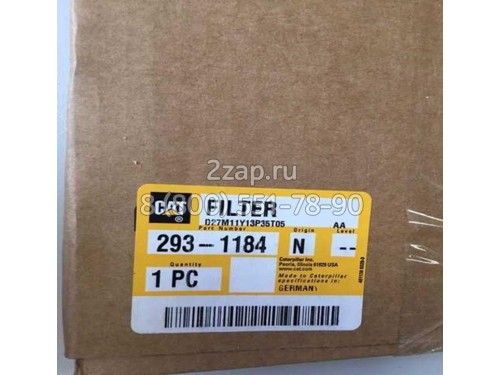 2zap.ru
8 (800) 551-78-90
CAT
FILTER
D27M11Y13P35T05
Part Number
Origin
AA
Level
293-1184
N
--
Quantity
1 PC
Caterpillar Inc.
Peoria, Illinois 61629 USA
www.cat.com
Made to Caterpillar
specifications in:
GERMANY